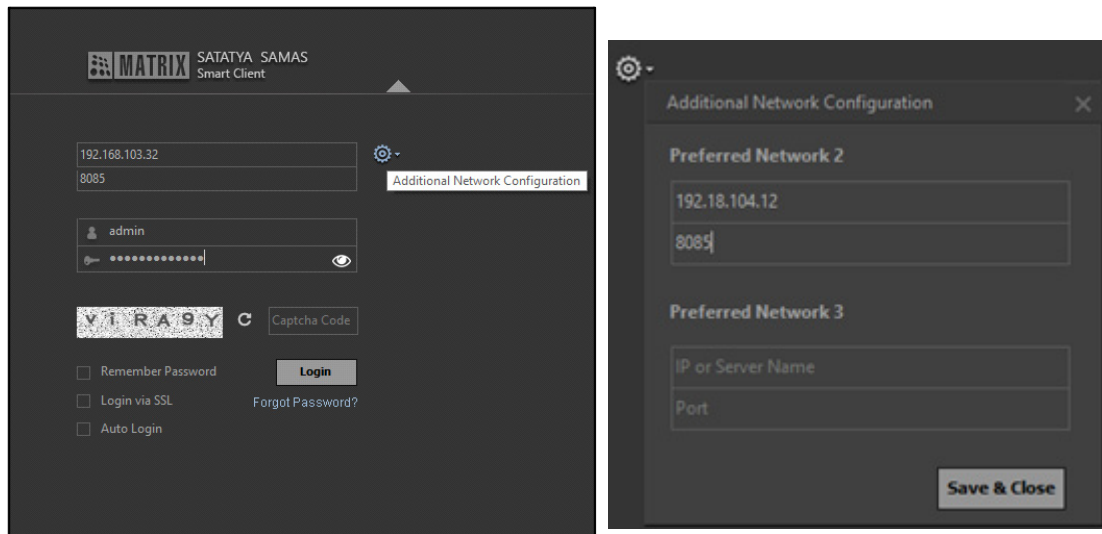 MATRIX
SATATYA SAMAS
Smart Client
192.168.103.32
8085
Additional Network Configuration
admin
viRA9Y
Captcha Code
Remember Password
Login
Login via SSL
Forgot Password?
Auto Login
Additional Network Configuration
Preferred Network 2
192.18.104.12
8085
Preferred Network 3
IP or Server Name
Port
Save & Close